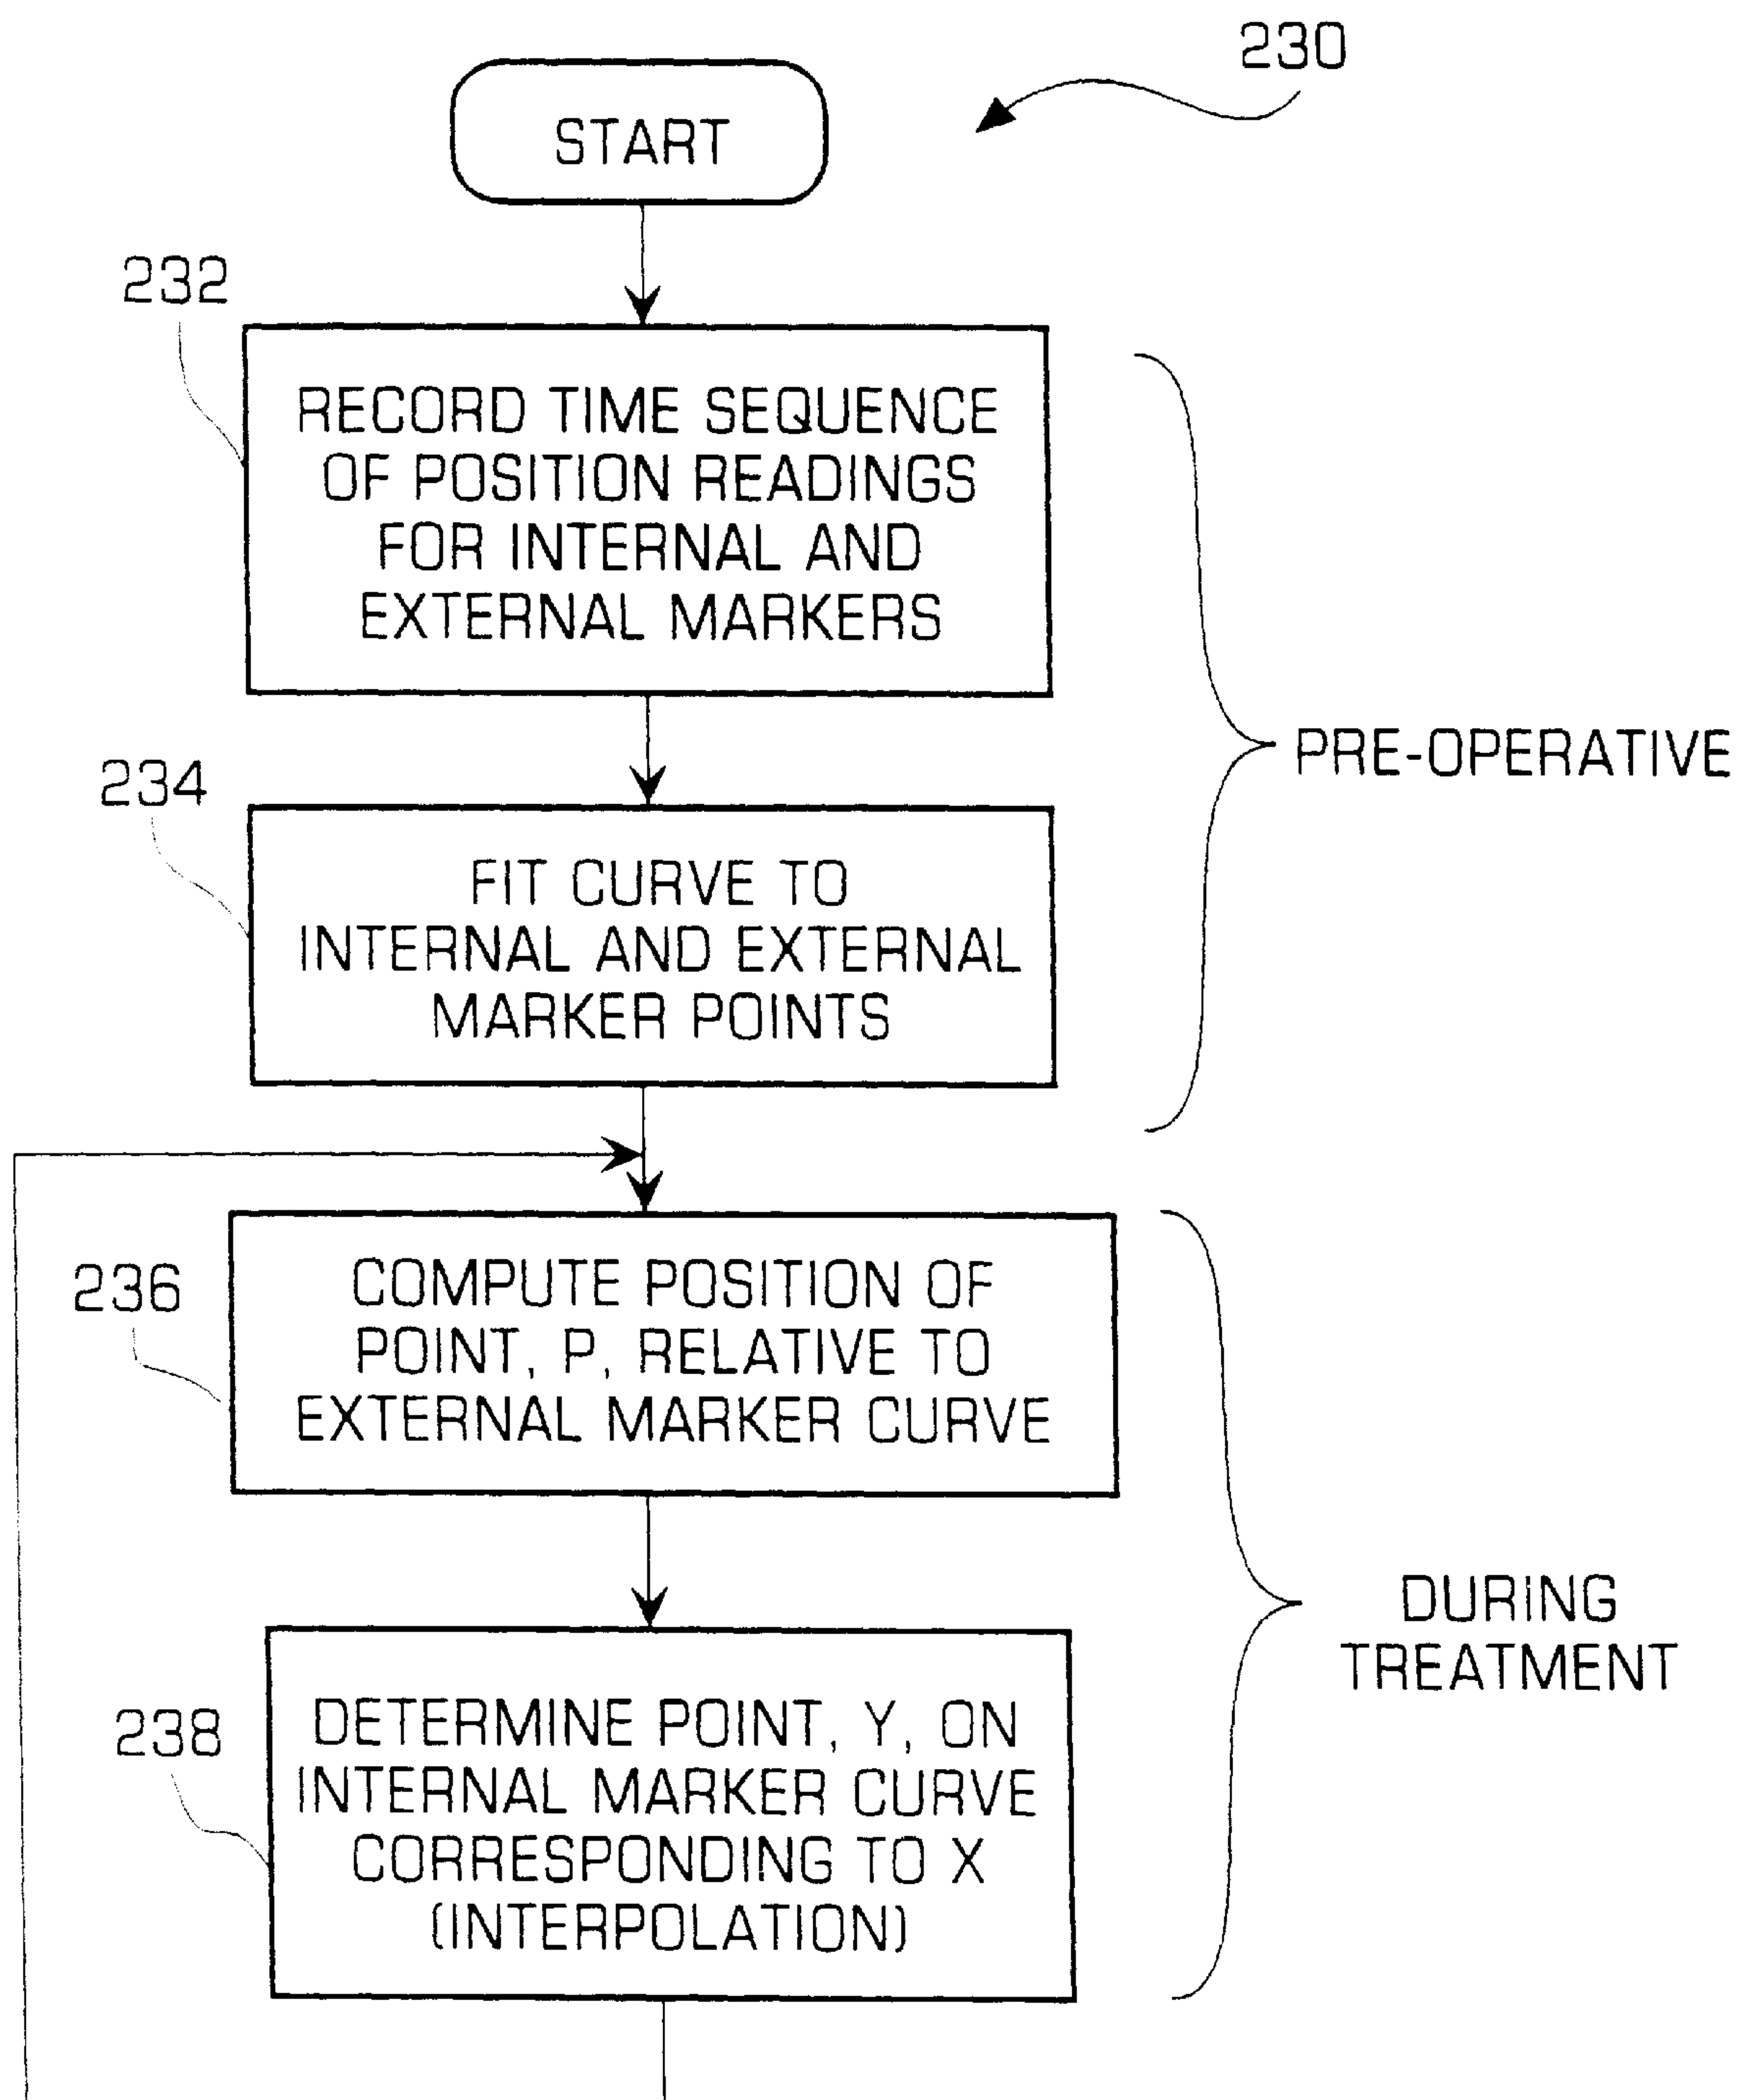 230
START
232
RECORD TIME SEQUENCE
OF POSITION READINGS
FOR INTERNAL AND
EXTERNAL MARKERS
PRE-OPERATIVE
234
FIT CURVE TO
INTERNAL AND EXTERNAL
MARKER POINTS
236
COMPUTE POSITION OF
POINT, P, RELATIVE TO
EXTERNAL MARKER CURVE
DURING
TREATMENT
238
DETERMINE POINT, Y, ON
INTERNAL MARKER CURVE
CORRESPONDING TO X
(INTERPOLATION)